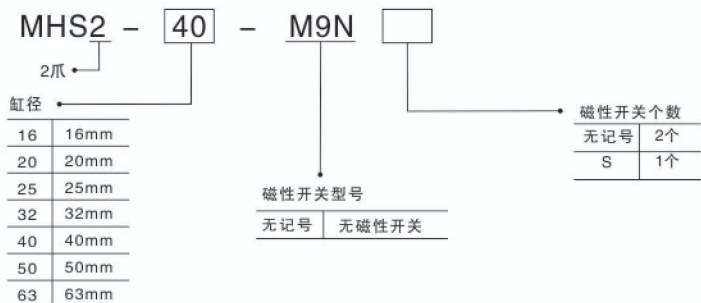 MHS2 – 40 – M9N
2爪
缸径
16 16mm
20 20mm
25 25mm
32 32mm
40 40mm
50 50mm
63 63mm
磁性开关型号
无记号 无磁性开关
磁性开关个数
无记号 2个
S 1个